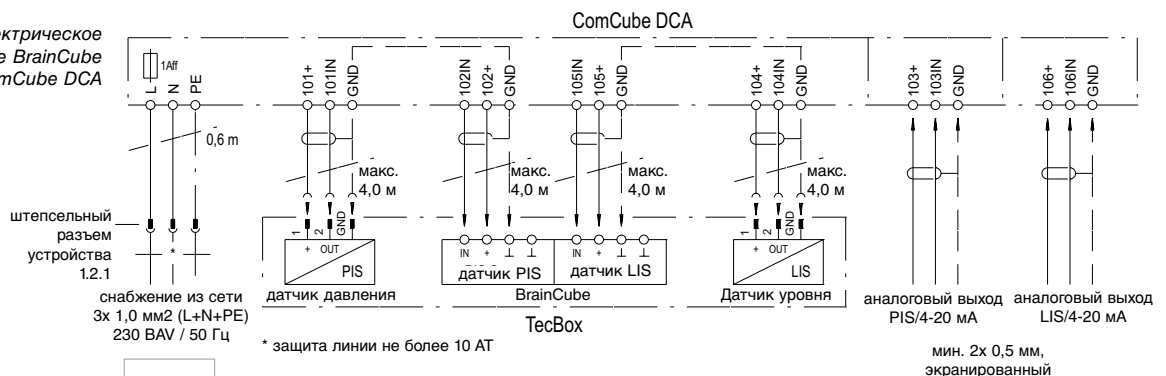 ComCube DCA
ктрическое
е BrainCube
mCube DCA
1Aff
L
N
PE
101+
101IN
GND
102IN
102+
GND
105IN
105+
GND
104+
104IN
GND
103+
103IN
GND
106+
106IN
GND
0,6 m
макс.
4,0 м
макс.
4,0 м
макс.
4,0 м
макс.
4,0 м
штепсельный
разъем
устройства
1.2.1
*
1
2
GND
+ OUT
PIS
датчик давления
IN + ⊥ ⊥
датчик PIS
IN + ⊥ ⊥
датчик LIS
BrainCube
1
2
GND
+ OUT
LIS
Датчик уровня
TecBox
снабжение из сети
3x 1,0 мм2 (L+N+PE)
230 BAV / 50 Гц
* защита линии не более 10 AT
аналоговый выход
PIS/4-20 мА
аналоговый выход
LIS/4-20 мА
мин. 2x 0,5 мм,
экранированный